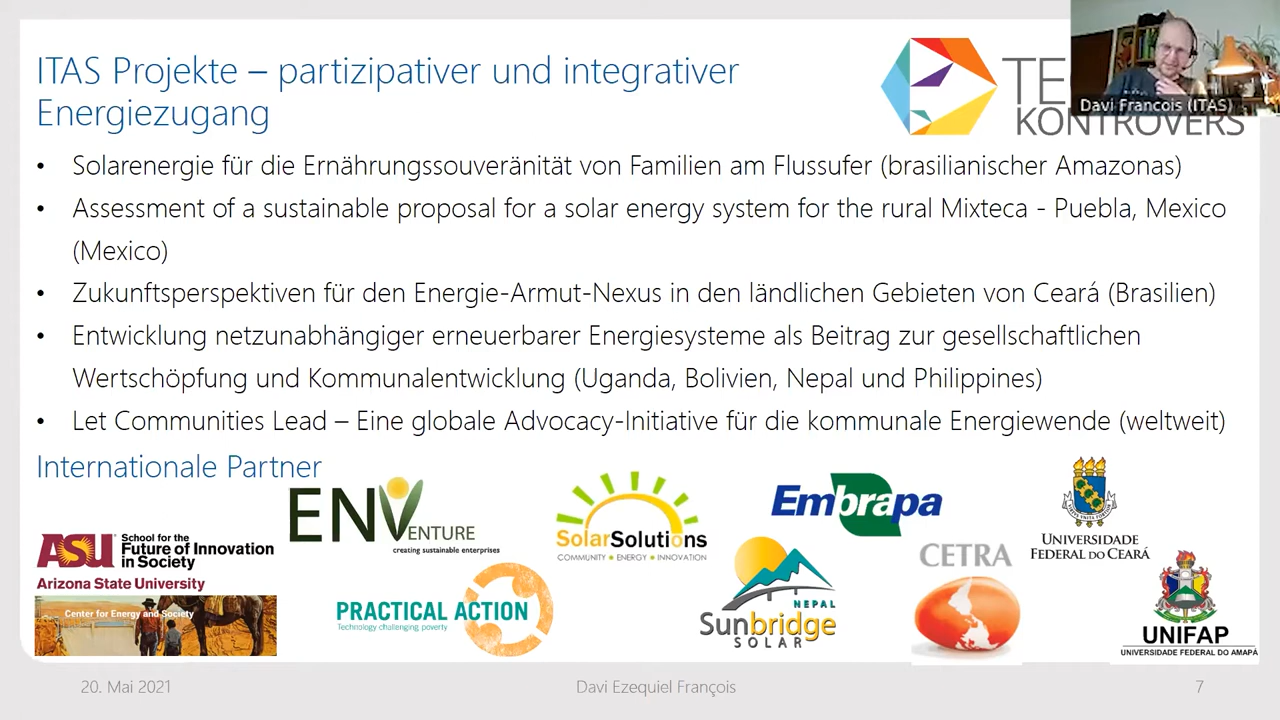 ITAS Projekte – partizipativer und integrativer
Energiezugang
TE
KONTROVERS
Davi Francois (ITAS)
• Solarenergie für die Ernährungssouveränität von Familien am Flussufer (brasilianischer Amazonas)
• Assessment of a sustainable proposal for a solar energy system for the rural Mixteca - Puebla, Mexico
(Mexico)
• Zukunftsperspektiven für den Energie-Armut-Nexus in den ländlichen Gebieten von Ceará (Brasilien)
• Entwicklung netzunabhängiger erneuerbarer Energiesysteme als Beitrag zur gesellschaftlichen
Wertschöpfung und Kommunalentwicklung (Uganda, Bolivien, Nepal und Philippines)
• Let Communities Lead – Eine globale Advocacy-Initiative für die kommunale Energiewende (weltweit)
Internationale Partner
ENVENTURE
creating sustainable enterprises
SolarSolutions
COMMUNITY • ENERGY • INNOVATION
Embrapa
UNIVERSIDADE
FEDERAL DO CEARÁ
ASU School for the
Future of Innovation
in Society
Arizona State University
Center for Energy and Society
PRACTICAL ACTION
Technology challenging poverty
NEPAL
Sunbridge
SOLAR
CETRA
UNIFAP
UNIVERSIDADE FEDERAL DO AMAPÁ
20. Mai 2021
Davi Ezequiel François
7